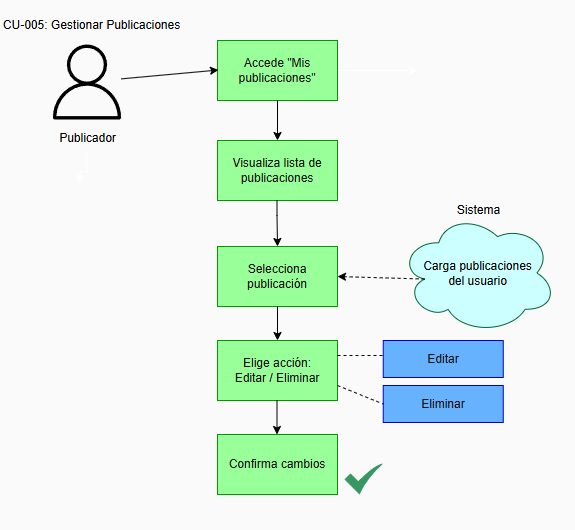 CU-005: Gestionar Publicaciones
Accede "Mis
publicaciones"
Publicador
Visualiza lista de
publicaciones
Sistema
Selecciona
publicación
Carga publicaciones
del usuario
Elige acción:
Editar / Eliminar
Editar
Eliminar
Confirma cambios